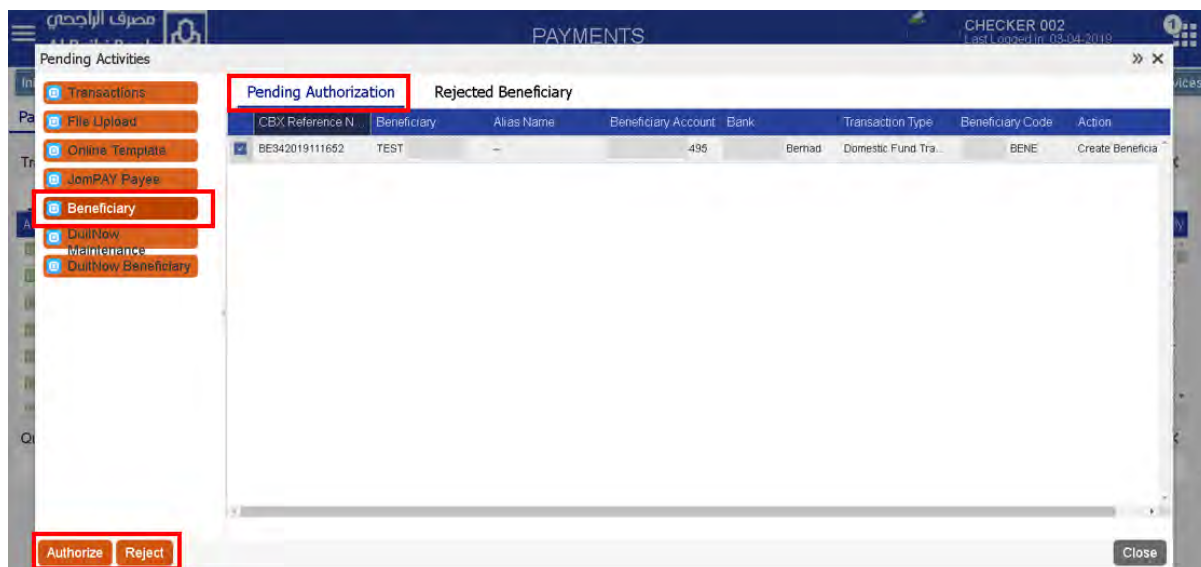 مصرف الراجحي
PAYMENTS
CHECKER 002
Last Logged in 03-04-2019
1
Pending Activities
Transactions
File Upload
Online Template
JomPAY Payee
Beneficiary
DuitNow
Maintenance
DuitNow Beneficiary
Pending Authorization Rejected Beneficiary
CBX Reference N... Beneficiary Alias Name Beneficiary Account Bank Transaction Type Beneficiary Code Action
BE342019111652 TEST -- 495 Bernad Domestic Fund Tra... BENE Create Beneficia
Authorize Reject
Close